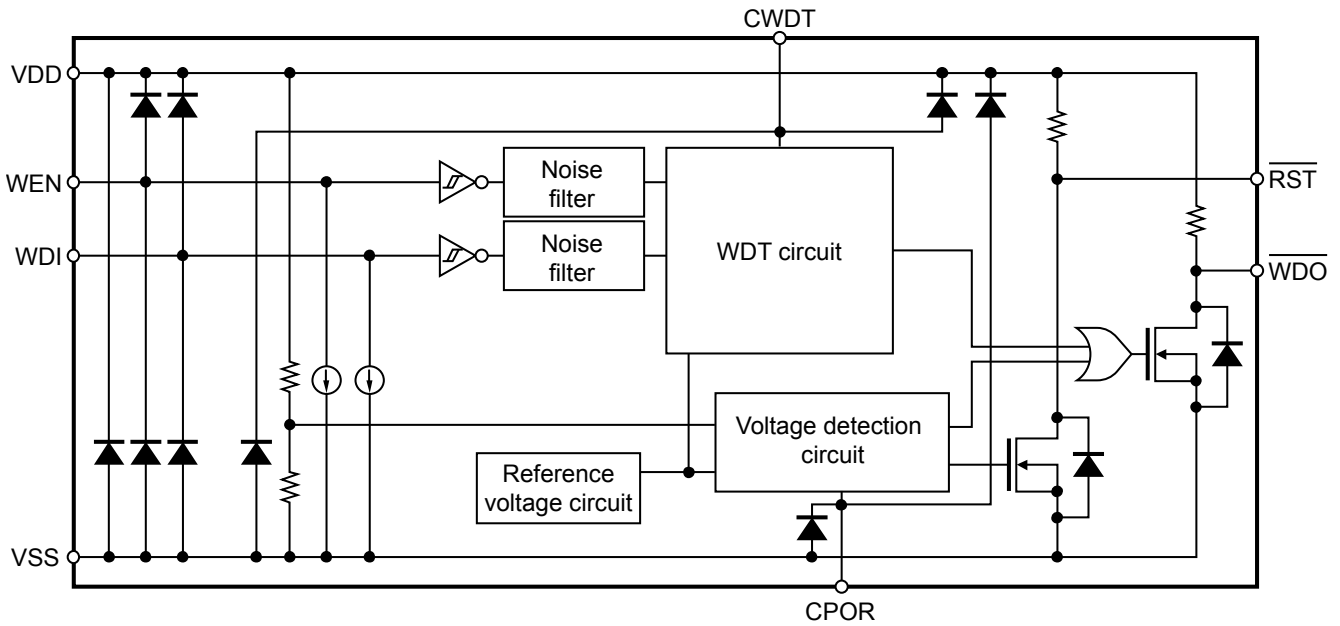 CWDT
VDD
WEN
Noise
filter
RST
WDI
Noise
filter
WDT circuit
WDO
Voltage detection
circuit
Reference
voltage circuit
VSS
CPOR